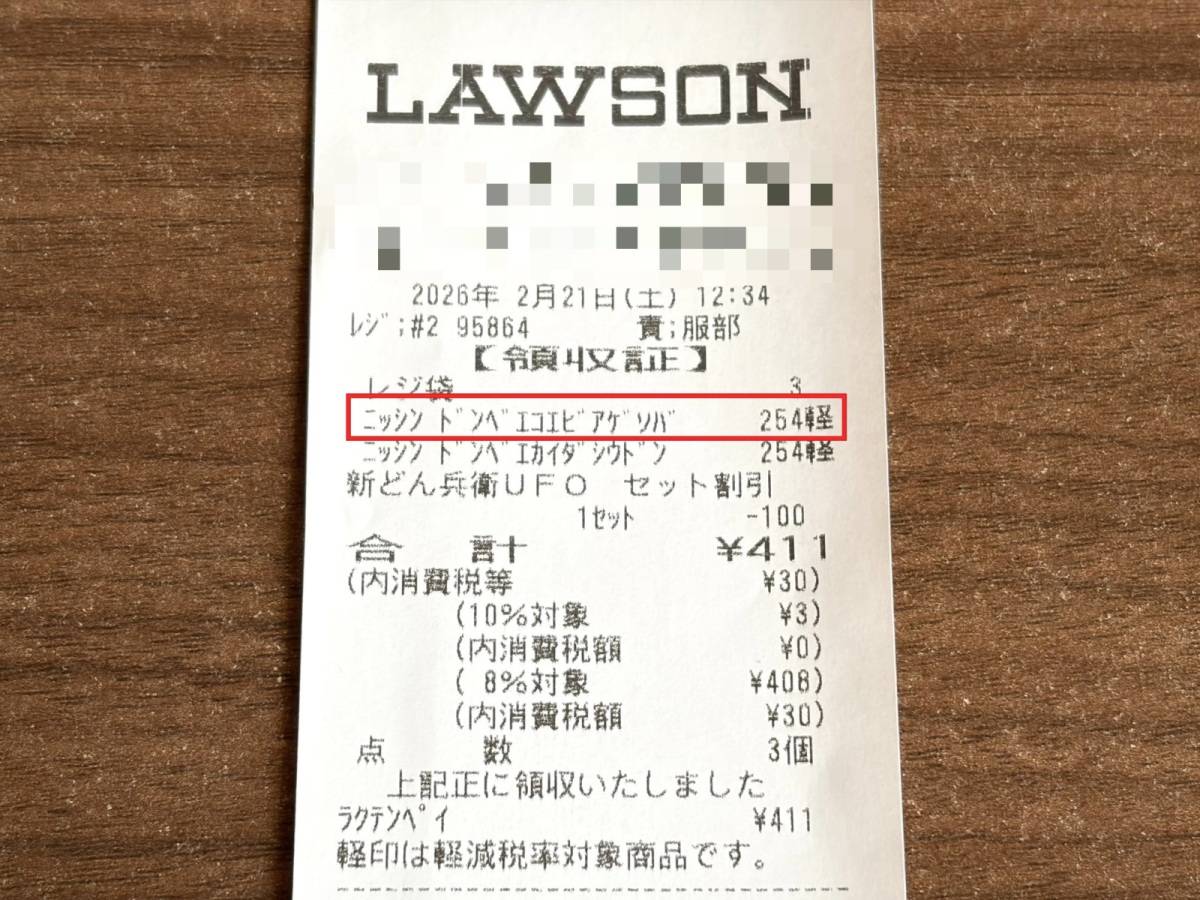 LAWSON
2026年 2月21日(土) 12:34
ﾚｼﾞ;#2 95864 責;服部
【領収証】
レジ袋 3
ﾆｯｼﾝ ﾄﾞﾝﾍﾞｴｺｴﾋﾞｱｹﾞｿﾊﾞ 254軽
ﾆｯｼﾝ ﾄﾞﾝﾍﾞｴｶｲﾀﾞｼｳﾄﾞﾝ 254軽
新どん兵衛UFO セット割引
1ｾｯﾄ -100
合 計 ¥411
(内消費税等 ¥30)
(10%対象 ¥3)
(内消費税額 ¥0)
( 8%対象 ¥408)
(内消費税額 ¥30)
点 数 3個
上記正に領収いたしました
ﾗｸﾃﾝﾍﾟｲ ¥411
軽印は軽減税率対象商品です。